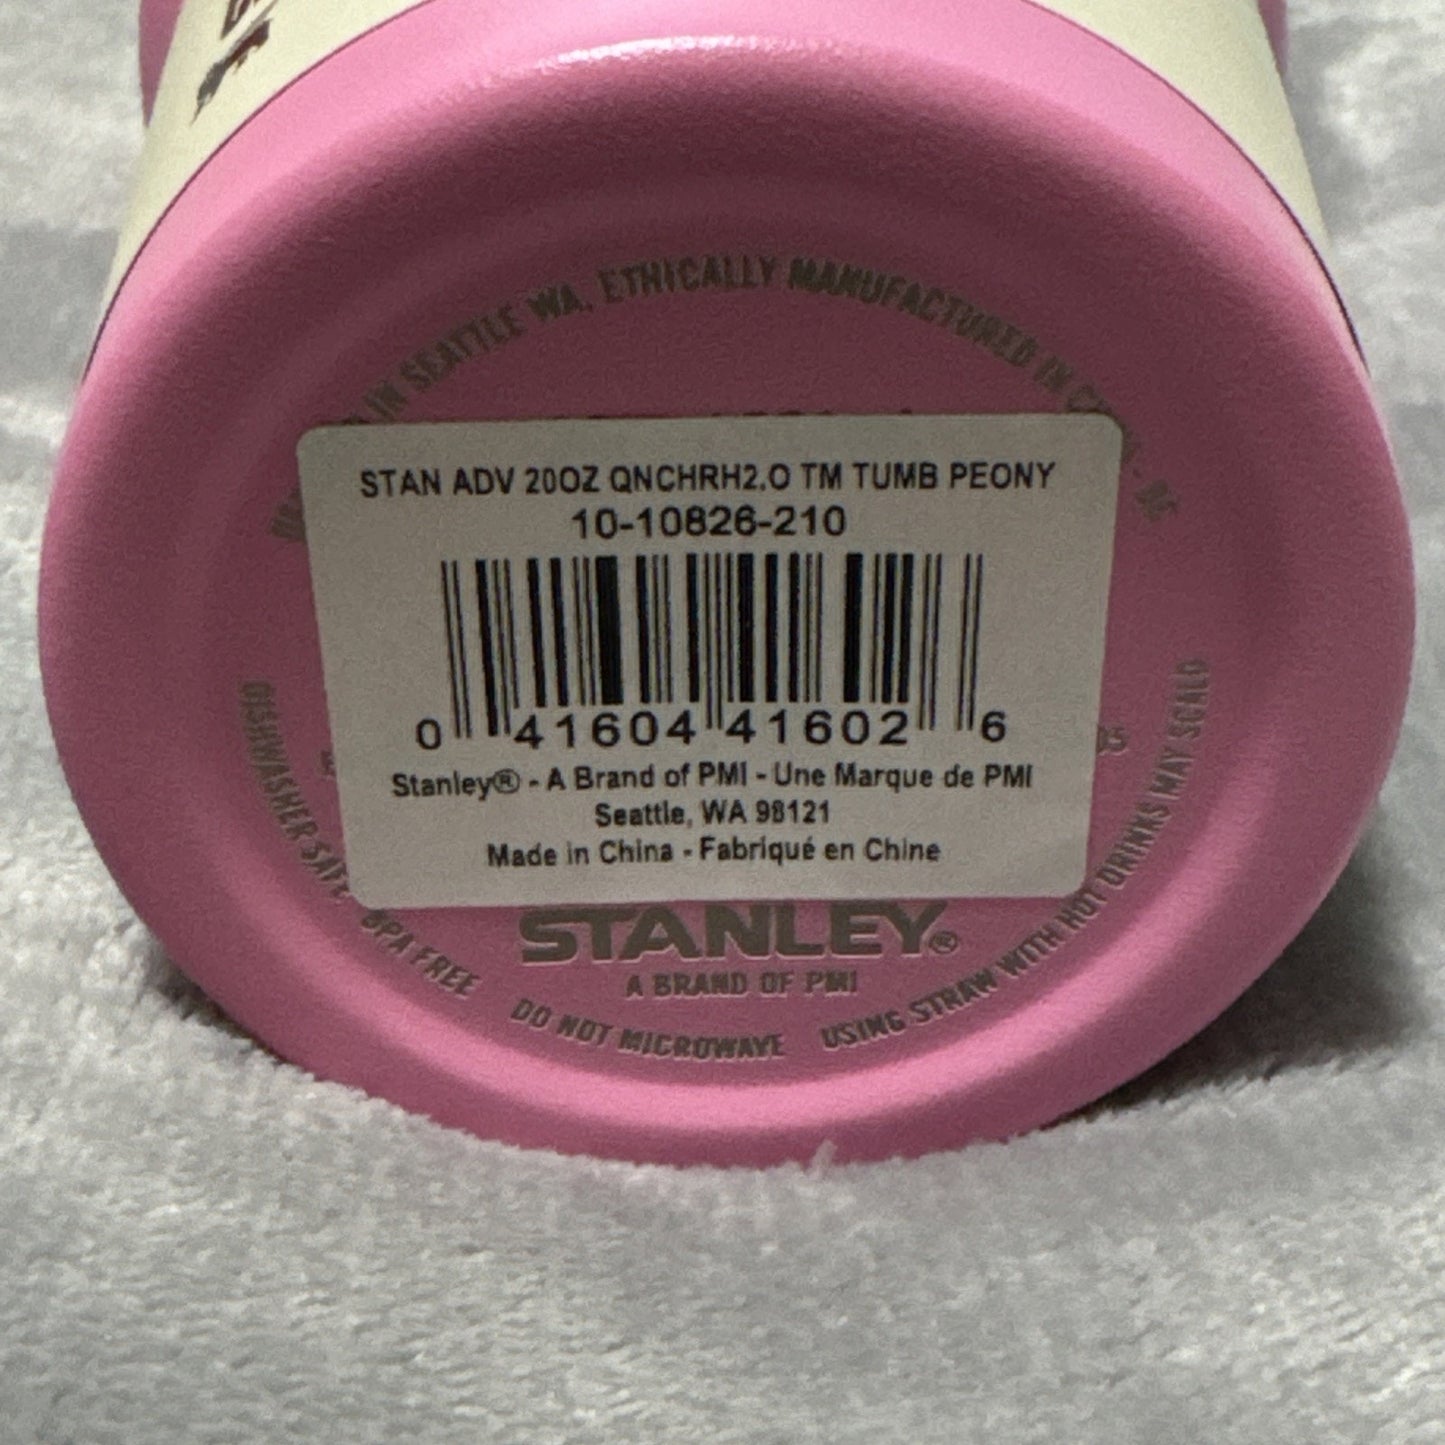 IN SEATTLE WA, ETHICALLY MANUFACTURED IN
STAN ADV 20OZ QNCHRH2.O TM TUMB PEONY
10-10826-210
0 41604 41602 6
Stanley® - A Brand of PMI - Une Marque de PMI
Seattle, WA 98121
Made in China - Fabriqué en Chine
STANLEY®
A BRAND OF PMI
DISHWASHER SAFE BPA FREE DO NOT MICROWAVE USING STRAW WITH HOT DRINKS MAY SCALD